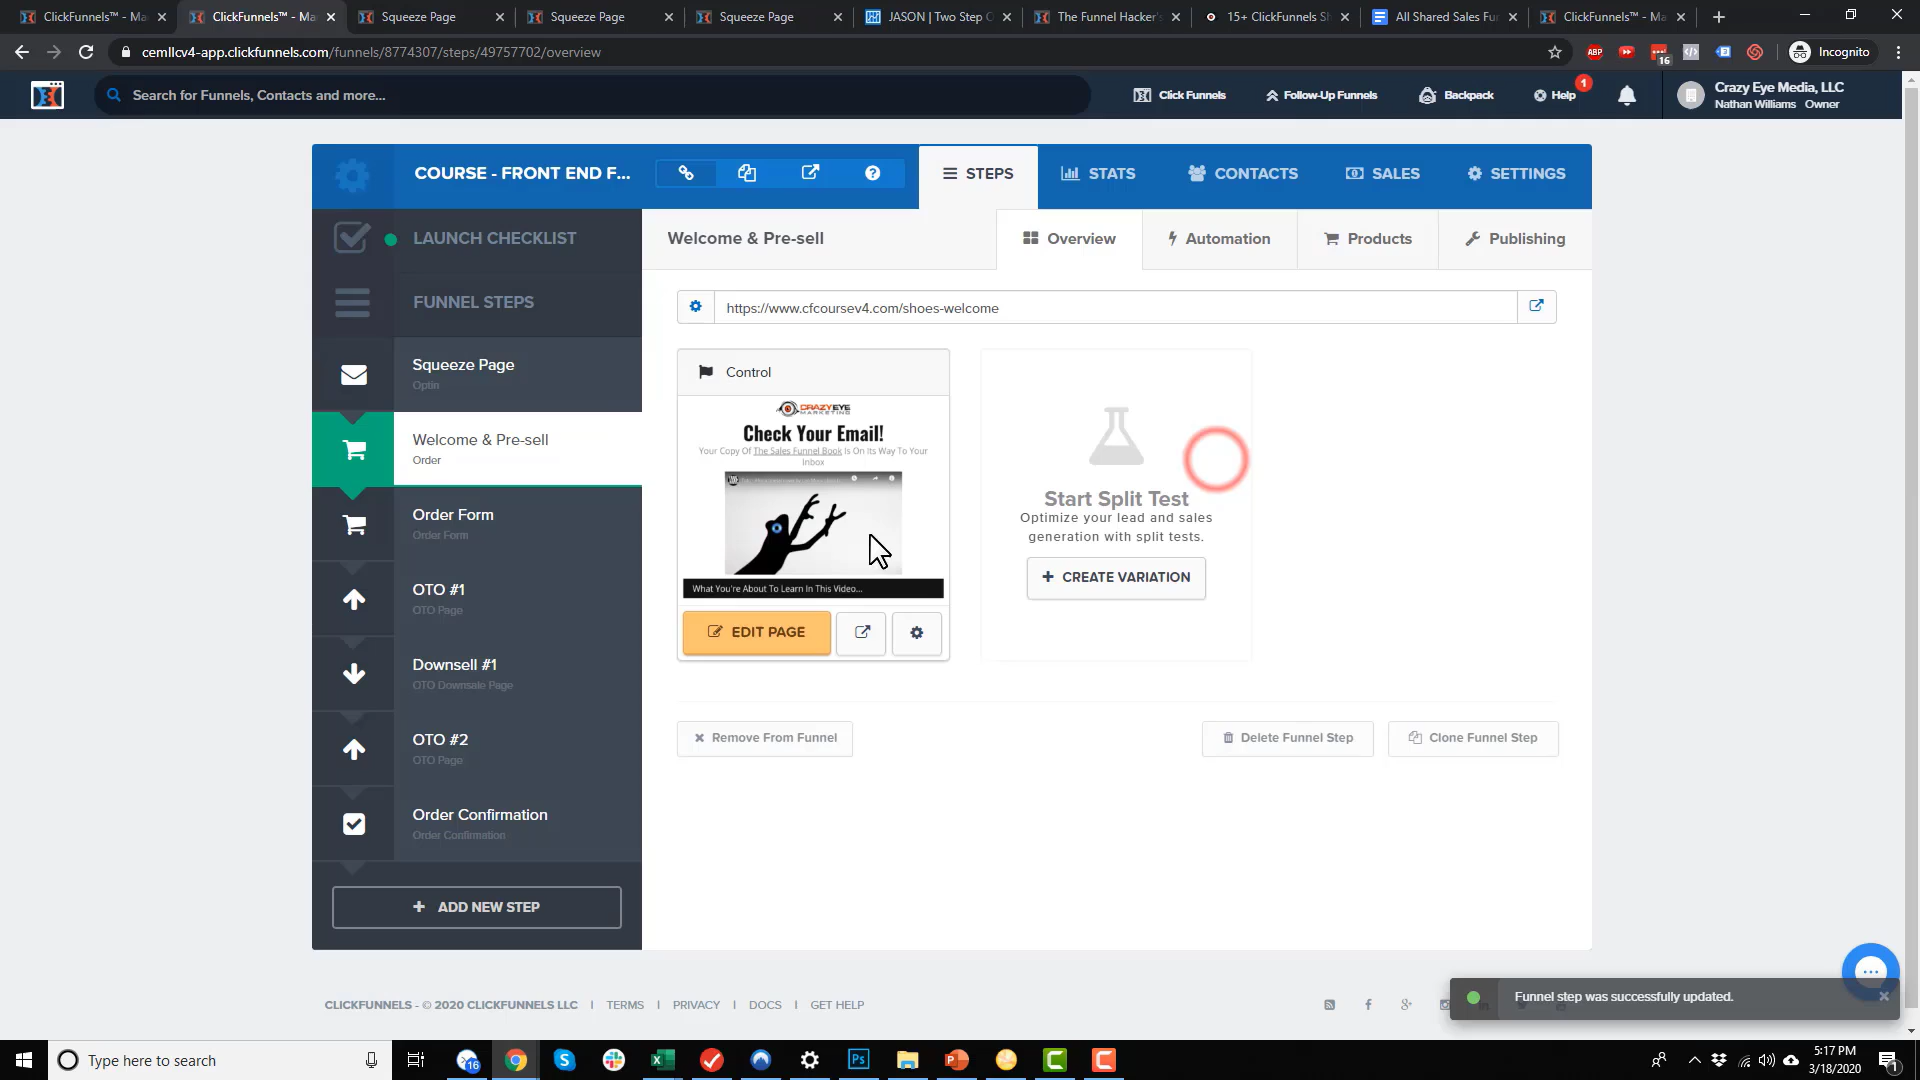 ClickFunnels™ - Ma
ClickFunnels™ - Ma
Squeeze Page
Squeeze Page
Squeeze Page
JASON | Two Step O
The Funnel Hacker's
15+ ClickFunnels Sh
All Shared Sales Fu
ClickFunnels™ - Ma
cemllcv4-app.clickfunnels.com/funnels/8774307/steps/49757702/overview
ABP
16
Incognito
Search for Funnels, Contacts and more...
Click Funnels
Follow-Up Funnels
Backpack
Help
1
Crazy Eye Media, LLC
Nathan Williams Owner
COURSE - FRONT END F...
STEPS
STATS
CONTACTS
SALES
SETTINGS
LAUNCH CHECKLIST
FUNNEL STEPS
Squeeze Page
Optin
Welcome & Pre-sell
Order
Order Form
Order Form
OTO #1
OTO Page
Downsell #1
OTO Downsale Page
OTO #2
OTO Page
Order Confirmation
Order Confirmation
+ ADD NEW STEP
Welcome & Pre-sell
Overview
Automation
Products
Publishing
https://www.cfcoursev4.com/shoes-welcome
Control
CRAZYEYE
MARKETING
Check Your Email!
Your Copy Of The Sales Funnel Book Is On Its Way To Your
Inbox
What You're About To Learn In This Video...
EDIT PAGE
Start Split Test
Optimize your lead and sales
generation with split tests.
+ CREATE VARIATION
Remove From Funnel
Delete Funnel Step
Clone Funnel Step
CLICKFUNNELS - © 2020 CLICKFUNNELS LLC | TERMS | PRIVACY | DOCS | GET HELP
Funnel step was successfully updated.
Type here to search
16
Ps
5:17 PM
3/18/2020
1